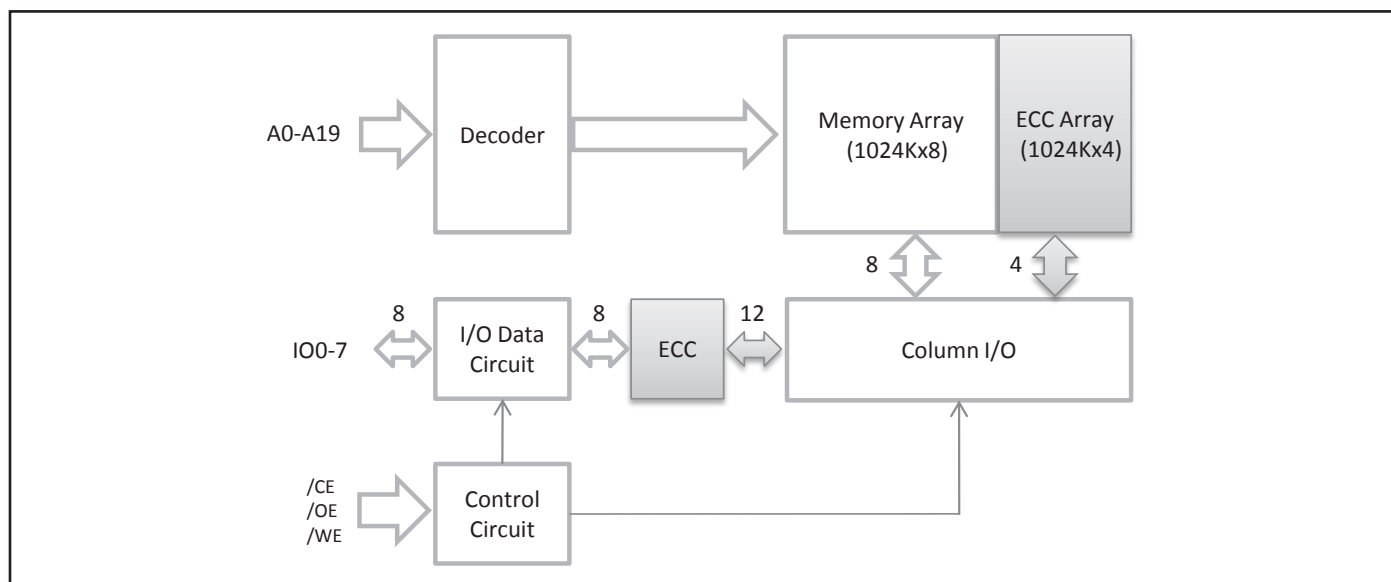 A0-A19
Decoder
Memory Array
(1024Kx8)
ECC Array
(1024Kx4)
8
4
IO0-7
8
I/O Data
Circuit
8
ECC
12
Column I/O
/CE
/OE
/WE
Control
Circuit